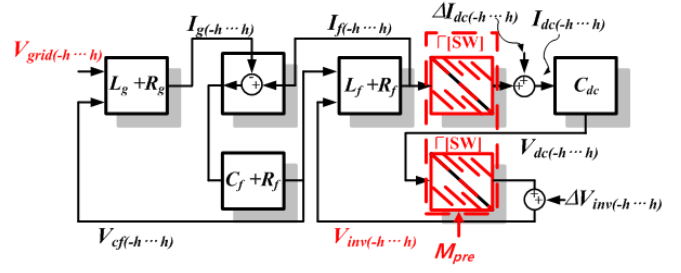 I_g(-h⋯h) I_f(-h⋯h) Γ[SW] ΔI_dc(-h⋯h) I_dc(-h⋯h)
V_grid(-h⋯h)
L_g +R_g - + L_f +R_f + + C_dc
V_dc(-h⋯h)
Γ[SW]
C_f +R_f + + ΔV_inv(-h⋯h)
V_cf(-h⋯h) V_inv(-h⋯h) M_pre